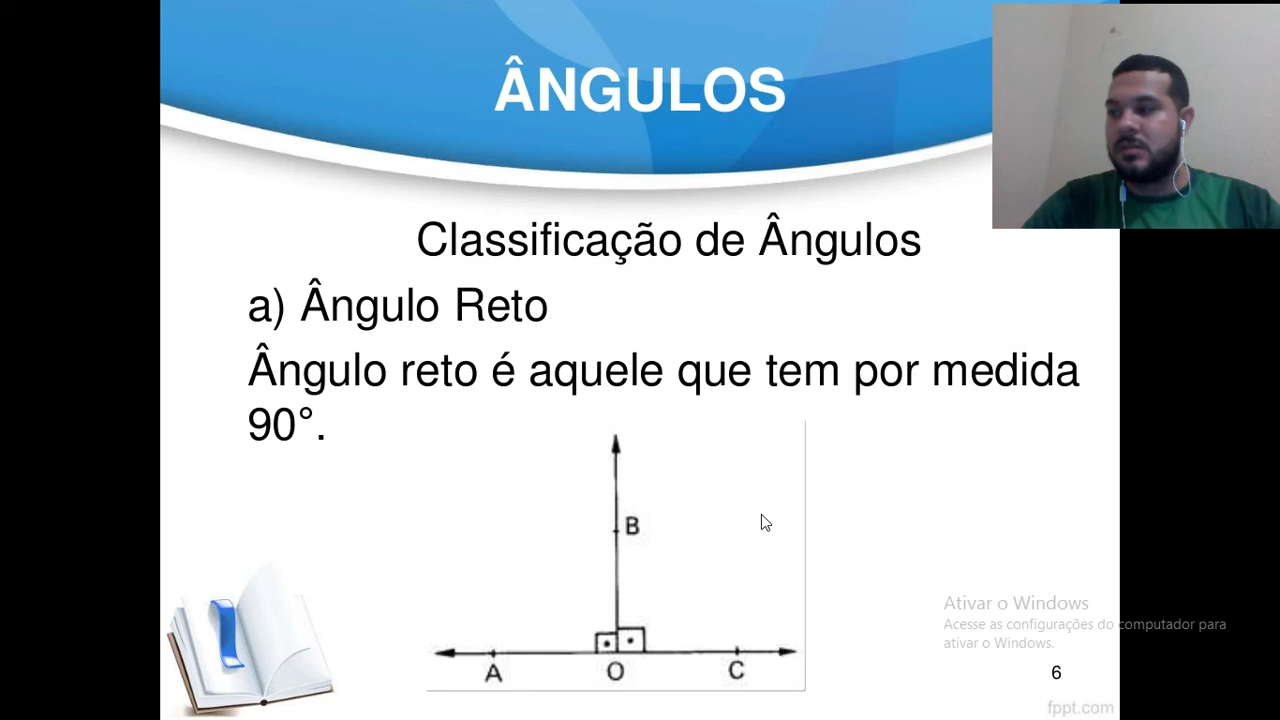 ÂNGULOS
Classificação de Ângulos
a) Ângulo Reto
Ângulo reto é aquele que tem por medida
90°.
B
A
O
C
Ativar o Windows
Acesse as configurações do computador para
ativar o Windows.
6
fppt.com